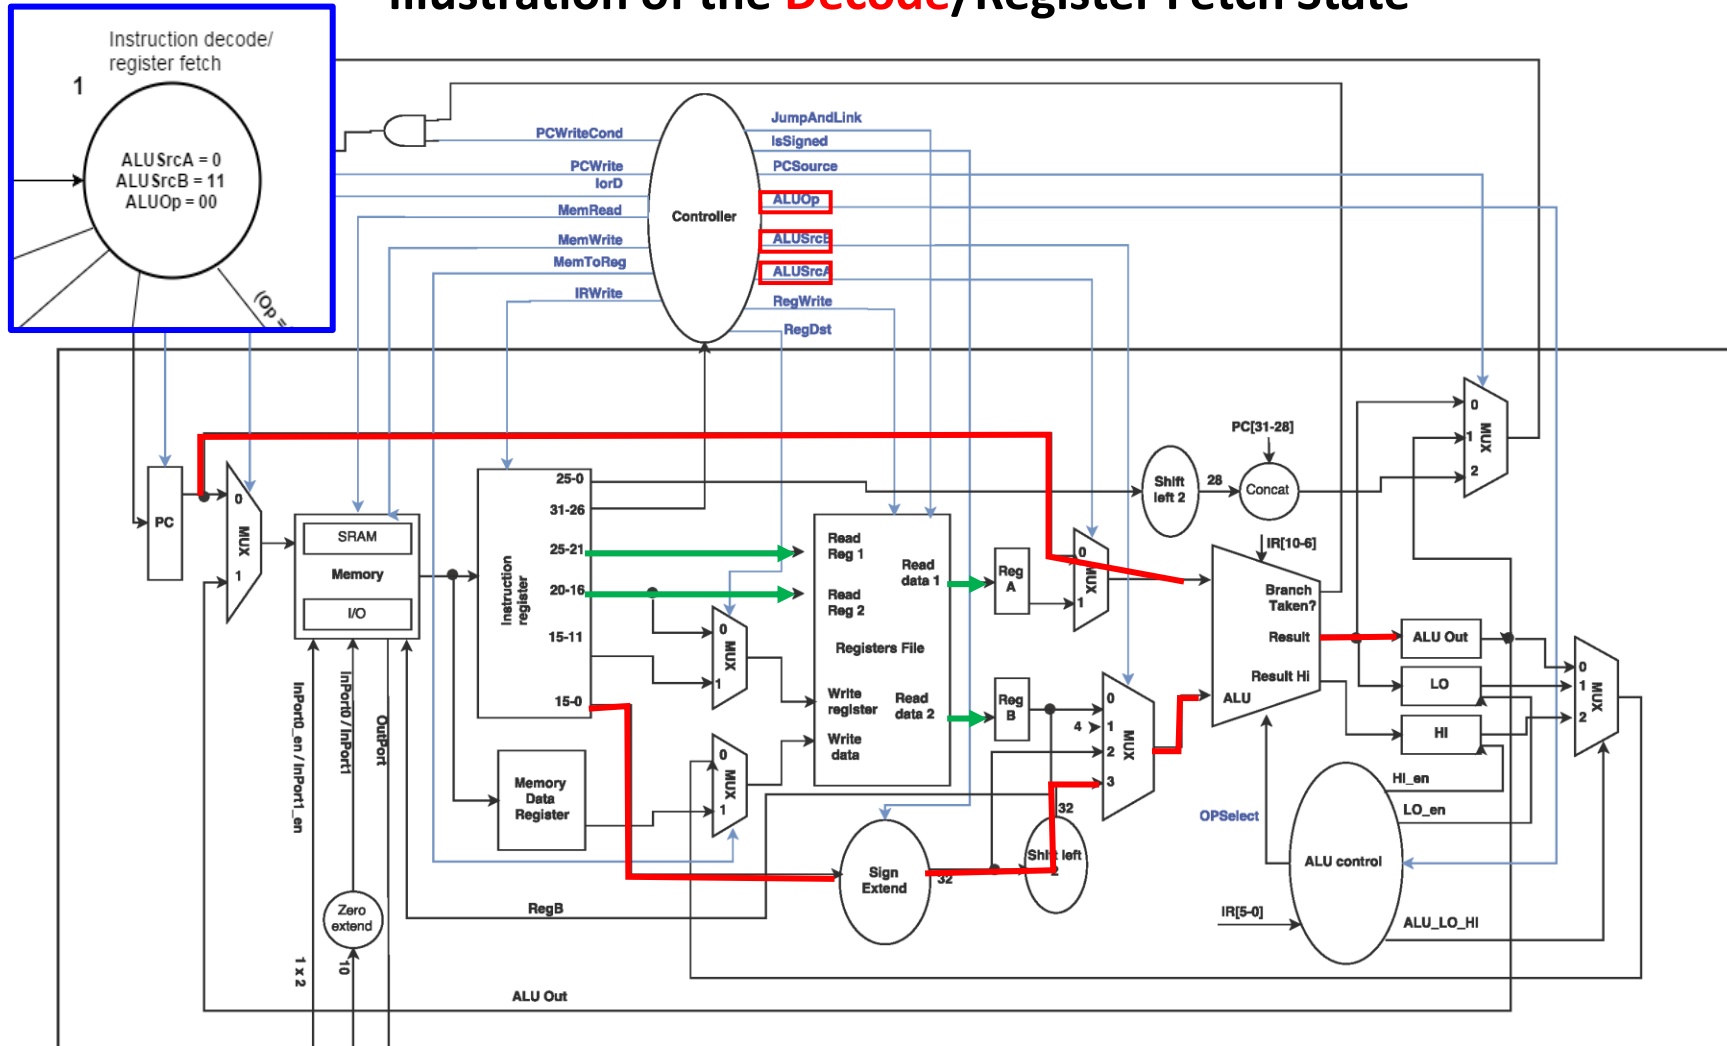 Illustration of the Decode/Register Fetch State
Instruction decode/
register fetch
1
ALUSrcA = 0
ALUSrcB = 11
ALUOp = 00
(Op =
PCWriteCond
PCWrite
IorD
MemRead
MemWrite
MemToReg
IRWrite
Controller
JumpAndLink
IsSigned
PCSource
ALUOp
ALUSrcB
ALUSrcA
RegWrite
RegDst
PC
0
MUX
1
SRAM
Memory
I/O
Instruction
register
25-0
31-26
25-21
20-16
15-11
15-0
Memory
Data
Register
0
MUX
1
0
MUX
1
Read
Reg 1
Read
Reg 2
Registers File
Write
register
Write
data
Read
data 1
Read
data 2
Reg
A
Reg
B
0
MUX
1
0
4
1
2
3
MUX
Sign
Extend
32
Shift left
2
32
Shift
left 2
28
PC[31-28]
Concat
IR[10-6]
Branch
Taken?
Result
Result Hi
ALU
0
1
2
MUX
ALU Out
LO
HI
0
1
2
MUX
HI_en
LO_en
OPSelect
ALU control
IR[5-0]
ALU_LO_HI
InPort0_en / InPort1_en
InPort0 / InPort1
OutPort
Zero
extend
1 x 2
10
RegB
ALU Out